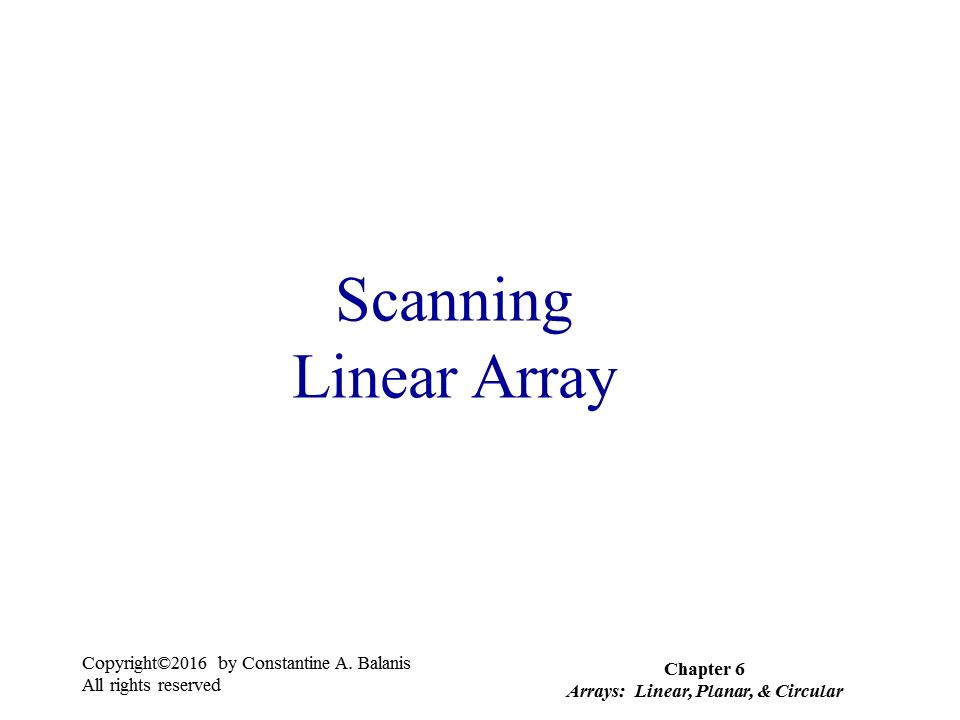 Scanning
Linear Array
Copyright©2016 by Constantine A. Balanis
All rights reserved
Chapter 6
Arrays: Linear, Planar, & Circular